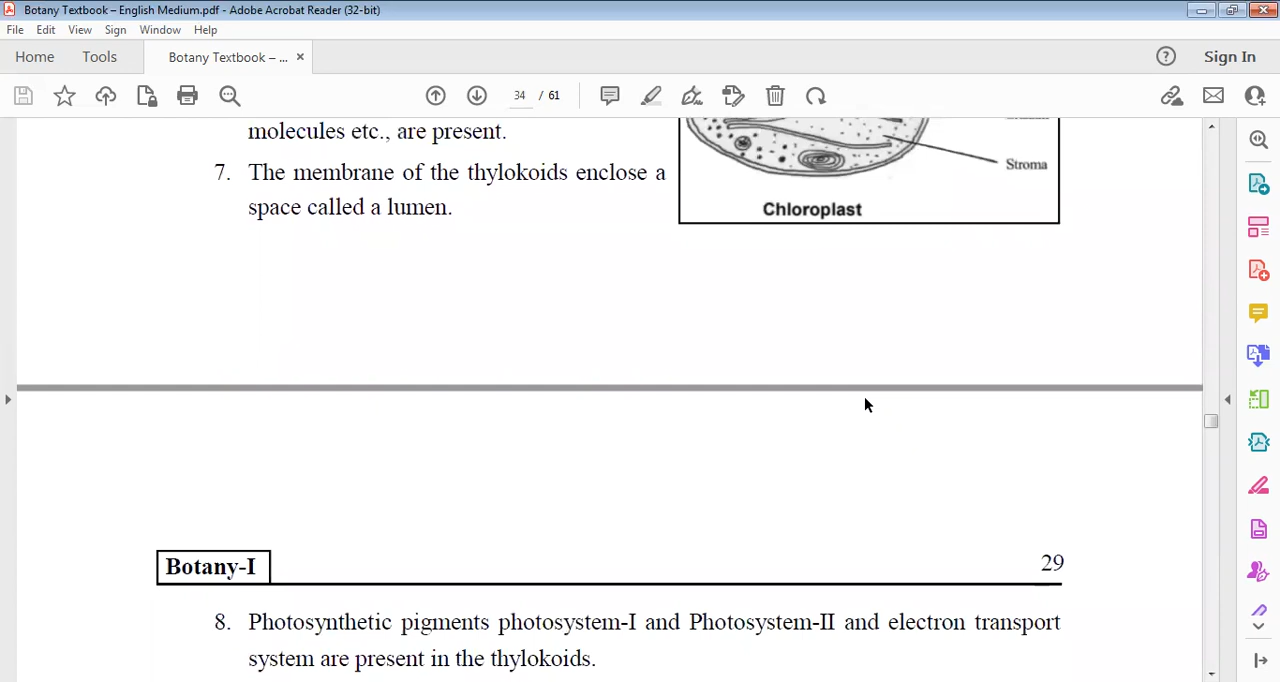 Botany Textbook – English Medium.pdf - Adobe Acrobat Reader (32-bit)
File Edit View Sign Window Help
Home Tools Botany Textbook – ... × ? Sign In
34 / 61
molecules etc., are present.
7. The membrane of the thylokoids enclose a
space called a lumen.
Stroma
Chloroplast
Botany-I 29
8. Photosynthetic pigments photosystem-I and Photosystem-II and electron transport
system are present in the thylokoids.